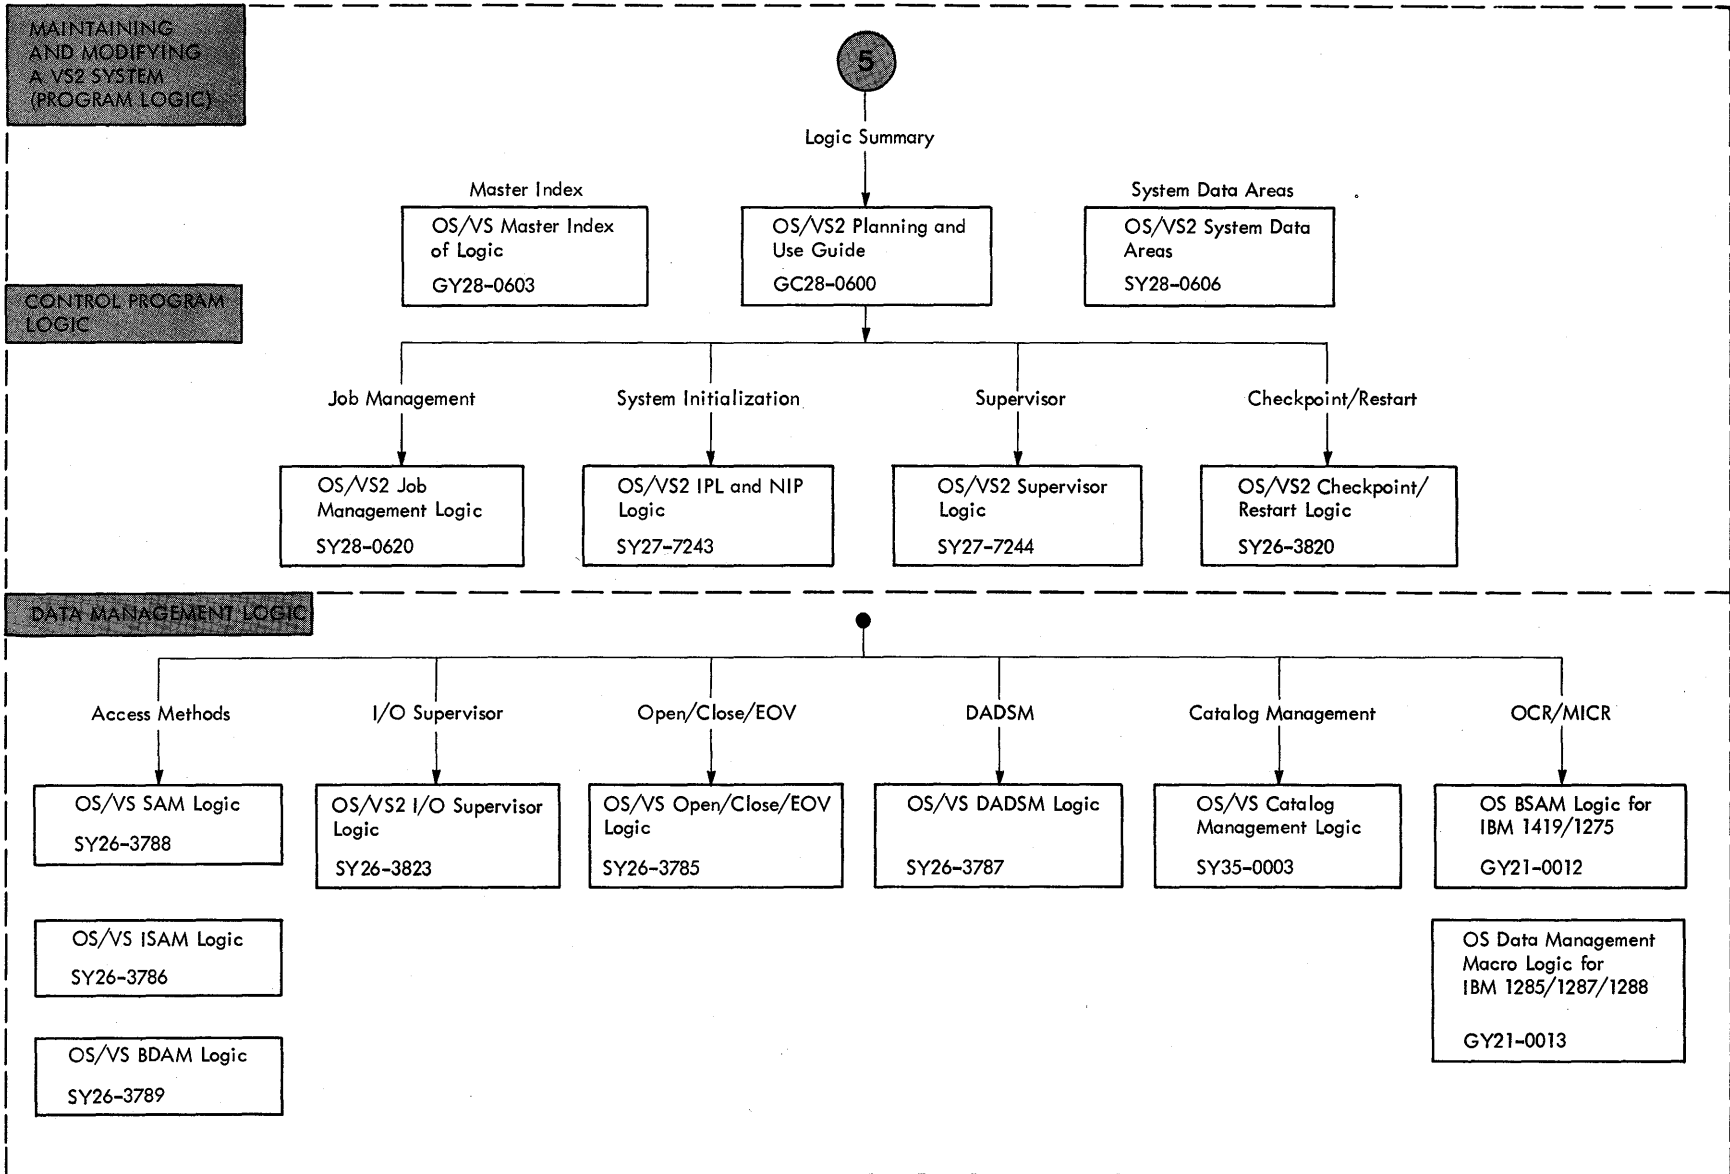 MAINTAINING
AND MODIFYING
A VS2 SYSTEM
(PROGRAM LOGIC)
5
Logic Summary
Master Index
OS/VS Master Index
of Logic
GY28-0603
OS/VS2 Planning and
Use Guide
GC28-0600
System Data Areas
OS/VS2 System Data
Areas
SY28-0606
CONTROL PROGRAM
LOGIC
Job Management
OS/VS2 Job
Management Logic
SY28-0620
System Initialization
OS/VS2 IPL and NIP
Logic
SY27-7243
Supervisor
OS/VS2 Supervisor
Logic
SY27-7244
Checkpoint/Restart
OS/VS2 Checkpoint/
Restart Logic
SY26-3820
DATA MANAGEMENT LOGIC
Access Methods
OS/VS SAM Logic
SY26-3788
OS/VS ISAM Logic
SY26-3786
OS/VS BDAM Logic
SY26-3789
I/O Supervisor
OS/VS2 I/O Supervisor
Logic
SY26-3823
Open/Close/EOV
OS/VS Open/Close/EOV
Logic
SY26-3785
DADSM
OS/VS DADSM Logic
SY26-3787
Catalog Management
OS/VS Catalog
Management Logic
SY35-0003
OCR/MICR
OS BSAM Logic for
IBM 1419/1275
GY21-0012
OS Data Management
Macro Logic for
IBM 1285/1287/1288
GY21-0013